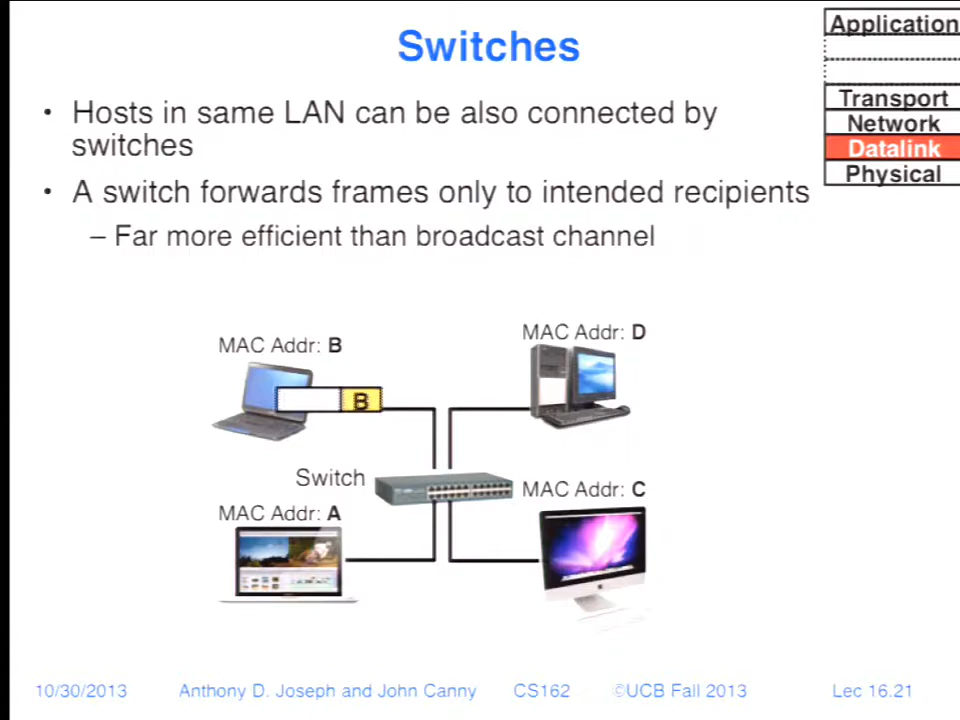 Switches
Application
Transport
Network
Datalink
Physical
• Hosts in same LAN can be also connected by
switches
• A switch forwards frames only to intended recipients
– Far more efficient than broadcast channel
MAC Addr: B
MAC Addr: D
B
Switch
MAC Addr: C
MAC Addr: A
10/30/2013 Anthony D. Joseph and John Canny CS162 ©UCB Fall 2013 Lec 16.21